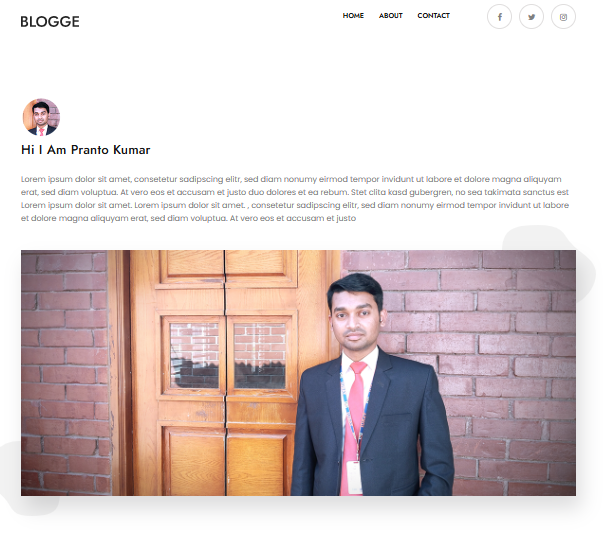 BLOGGE
HOME ABOUT CONTACT
Hi I Am Pranto Kumar
Lorem ipsum dolor sit amet, consetetur sadipscing elitr, sed diam nonumy eirmod tempor invidunt ut labore et dolore magna aliquyam
erat, sed diam voluptua. At vero eos et accusam et justo duo dolores et ea rebum. Stet clita kasd gubergren, no sea takimata sanctus est
Lorem ipsum dolor sit amet. Lorem ipsum dolor sit amet. , consetetur sadipscing elitr, sed diam nonumy eirmod tempor invidunt ut labore
et dolore magna aliquyam erat, sed diam voluptua. At vero eos et accusam et justo